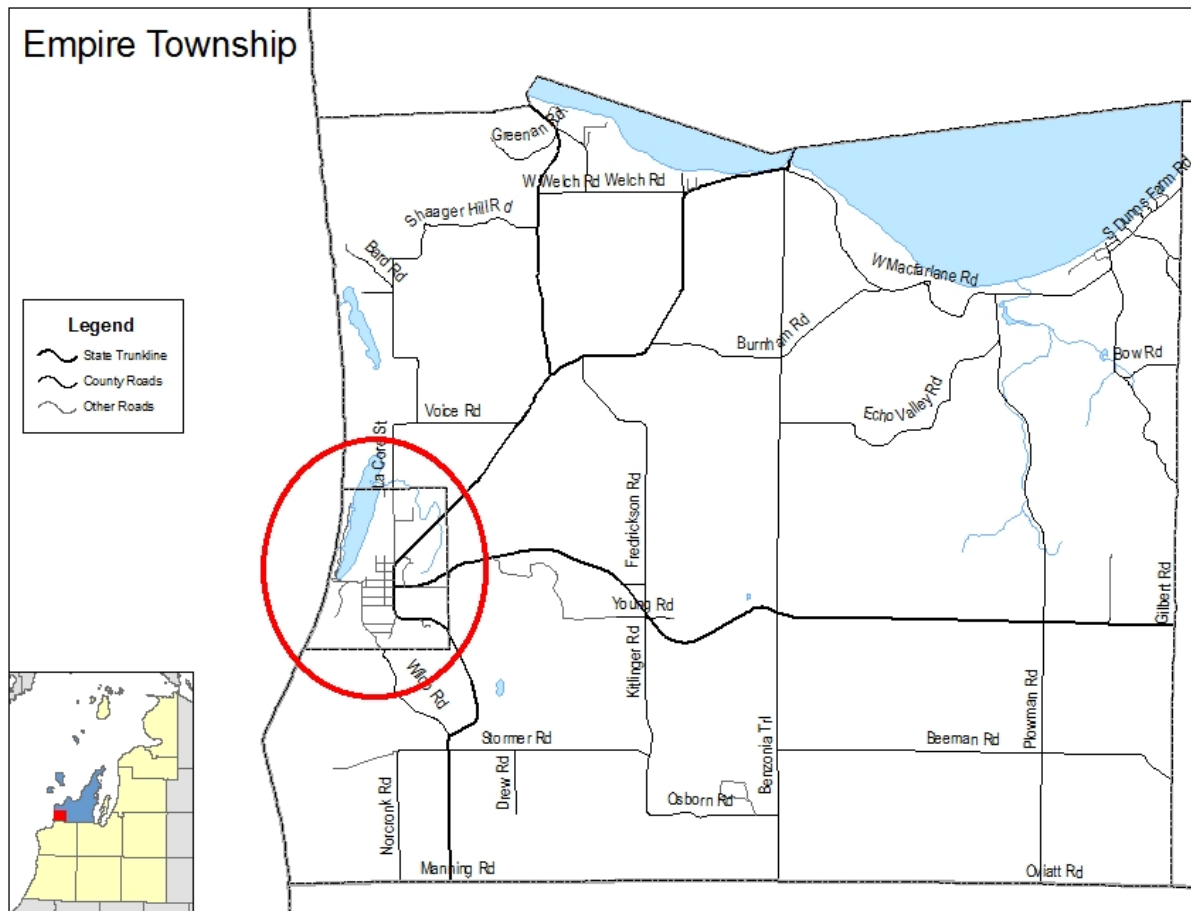 Empire Township
Greenan Rd
W Welch Rd
Welch Rd
Shaager Hill Rd
S Dunns Farm Rd
Bard Rd
W Macfarlane Rd
Legend
State Trunkline
County Roads
Other Roads
Burnham Rd
Bow Rd
Echo Valley Rd
Voice Rd
La Core St
Fredrickson Rd
Young Rd
Gilbert Rd
Kitlinger Rd
Wilco Rd
Plowman Rd
Stormer Rd
Benzonia Trl
Beeman Rd
Drew Rd
Norcronk Rd
Osborn Rd
Manning Rd
Oviatt Rd